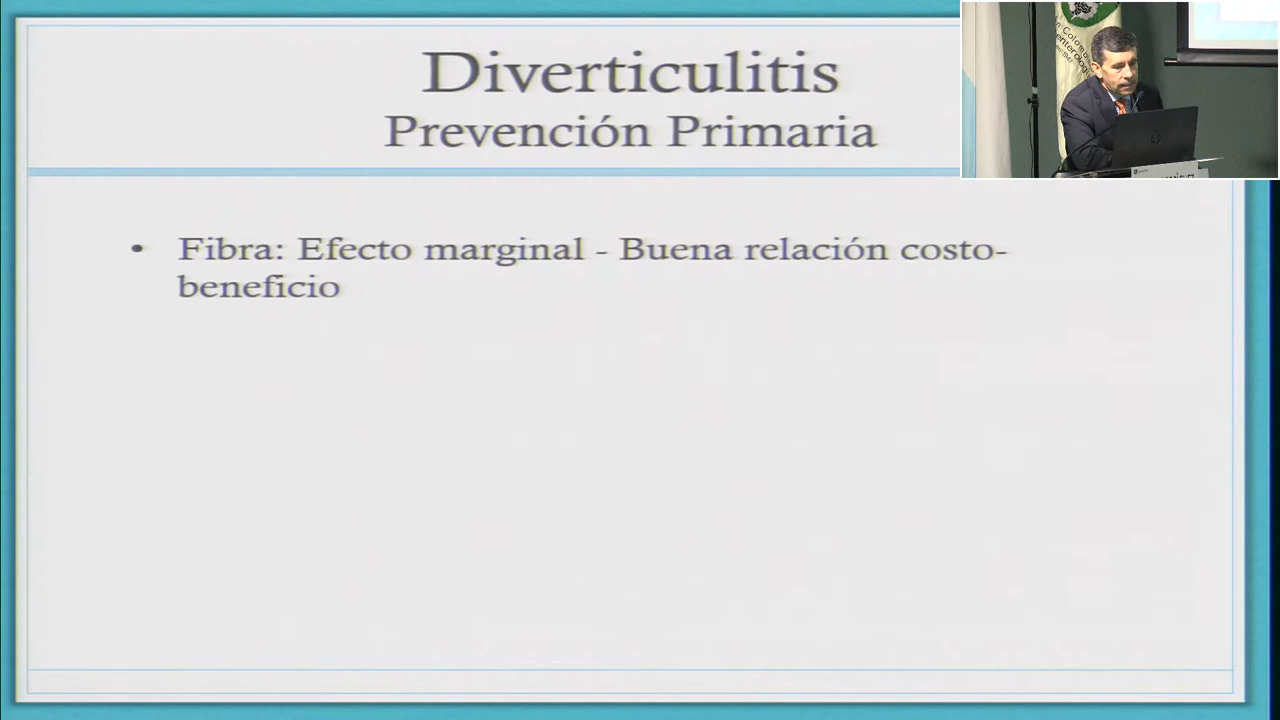 Diverticulitis
Prevención Primaria
• Fibra: Efecto marginal - Buena relación costo-
beneficio